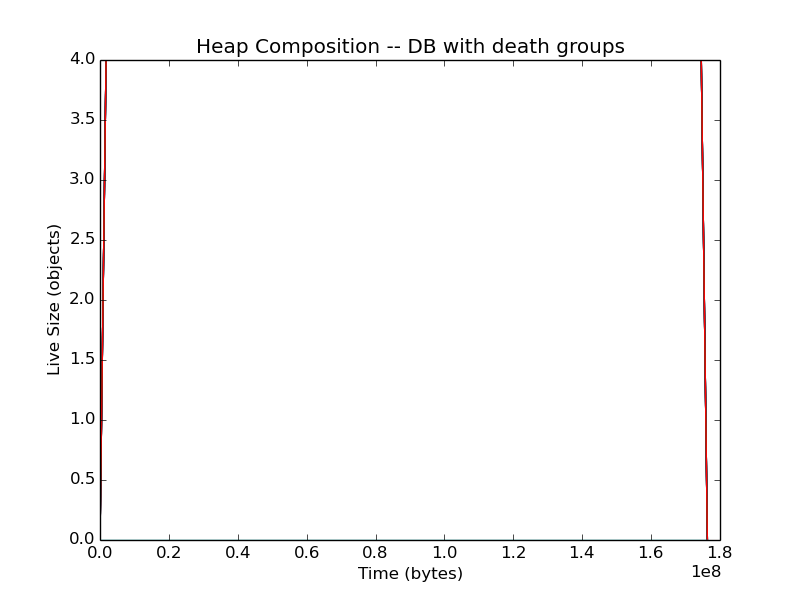 Heap Composition -- DB with death groups
4.0
3.5
3.0
2.5
2.0
1.5
1.0
0.5
0.0
Live Size (objects)
0.0 0.2 0.4 0.6 0.8 1.0 1.2 1.4 1.6 1.8
1e8
Time (bytes)